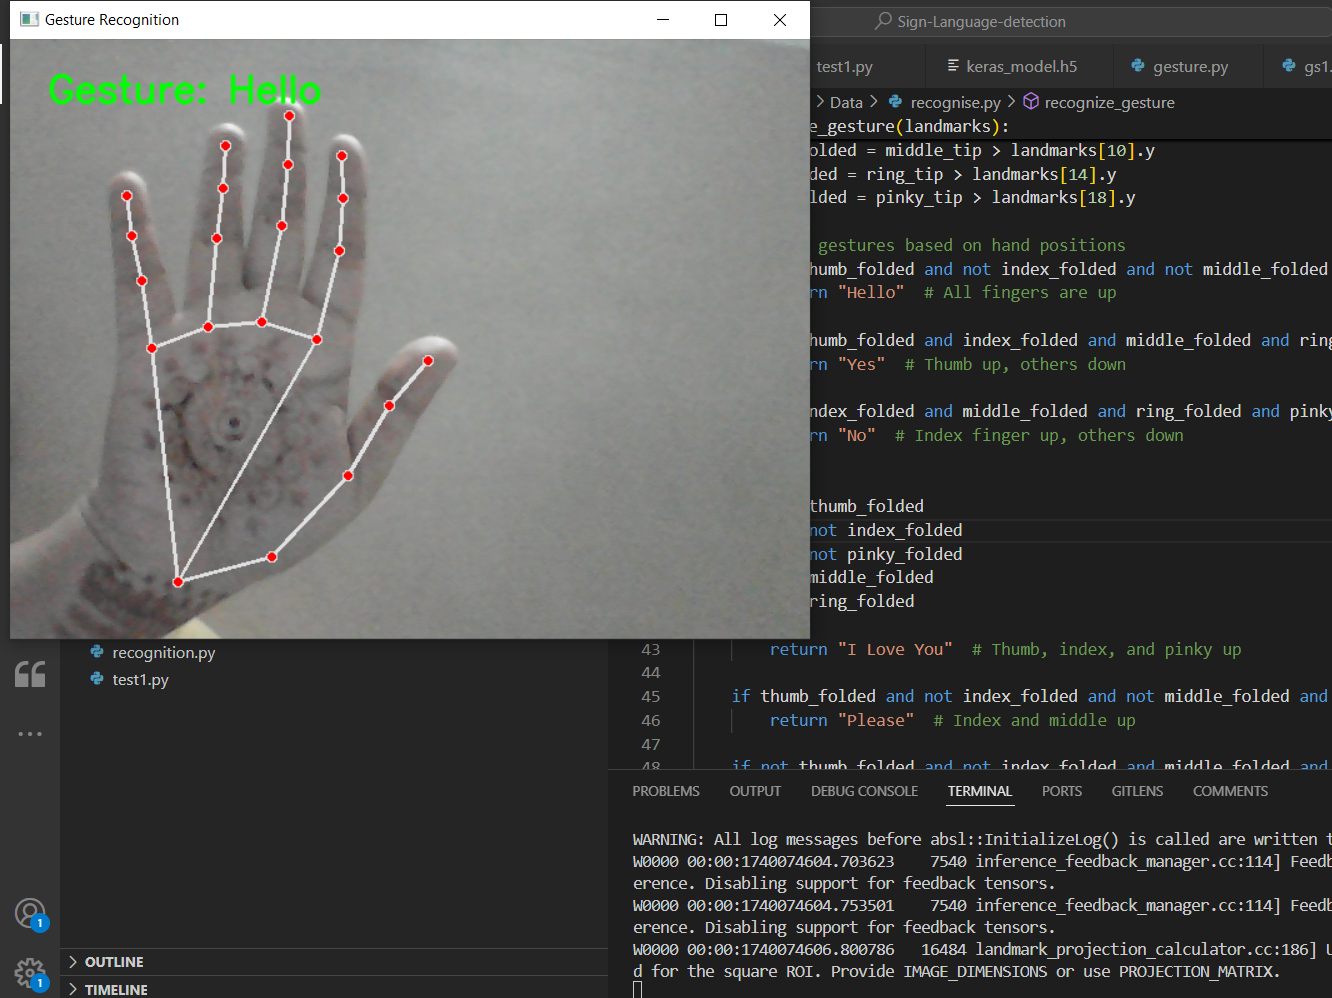 Gesture Recognition
Gesture: Hello
Sign-Language-detection
test1.py
keras_model.h5
gesture.py
gs1.
Data
recognise.py
recognize_gesture
e_gesture(landmarks):
olded = middle_tip > landmarks[10].y
ded = ring_tip > landmarks[14].y
lded = pinky_tip > landmarks[18].y
gestures based on hand positions
humb_folded and not index_folded and not middle_folded
rn "Hello"  # All fingers are up
humb_folded and index_folded and middle_folded and ring
rn "Yes"  # Thumb up, others down
ndex_folded and middle_folded and ring_folded and pinky
rn "No"  # Index finger up, others down
thumb_folded
not index_folded
not pinky_folded
middle_folded
ring_folded
43 return "I Love You"  # Thumb, index, and pinky up
44
45 if thumb_folded and not index_folded and not middle_folded and
46 return "Please"  # Index and middle up
47
48 if not thumb_folded and not index_folded and middle_folded and
recognition.py
test1.py
1
1
OUTLINE
TIMELINE
PROBLEMS OUTPUT DEBUG CONSOLE TERMINAL PORTS GITLENS COMMENTS
WARNING: All log messages before absl::InitializeLog() is called are written t
W0000 00:00:1740074604.703623    7540 inference_feedback_manager.cc:114] Feedb
erence. Disabling support for feedback tensors.
W0000 00:00:1740074604.753501    7540 inference_feedback_manager.cc:114] Feedb
erence. Disabling support for feedback tensors.
W0000 00:00:1740074606.800786   16484 landmark_projection_calculator.cc:186] U
d for the square ROI. Provide IMAGE_DIMENSIONS or use PROJECTION_MATRIX.